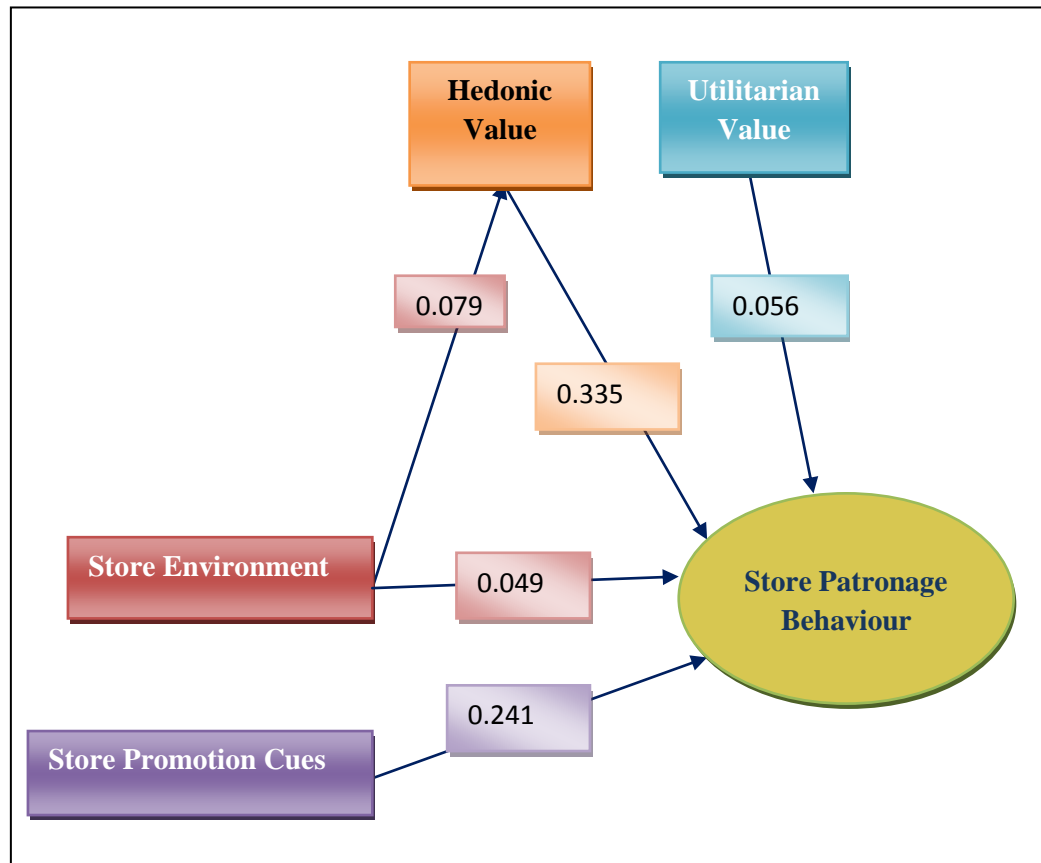 Hedonic
Value
Utilitarian
Value
0.079
0.056
0.335
Store Environment
0.049
Store Patronage
Behaviour
0.241
Store Promotion Cues